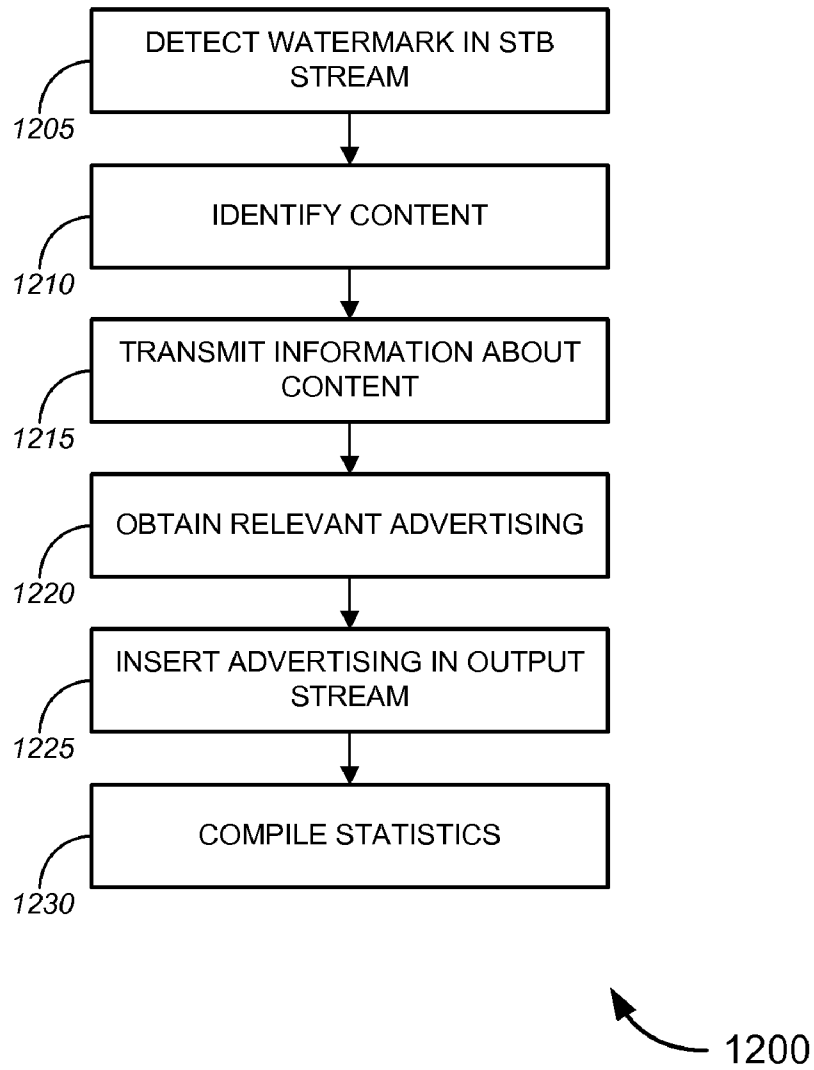 DETECT WATERMARK IN STB
STREAM
1205
IDENTIFY CONTENT
1210
TRANSMIT INFORMATION ABOUT
CONTENT
1215
OBTAIN RELEVANT ADVERTISING
1220
INSERT ADVERTISING IN OUTPUT
STREAM
1225
COMPILE STATISTICS
1230
1200